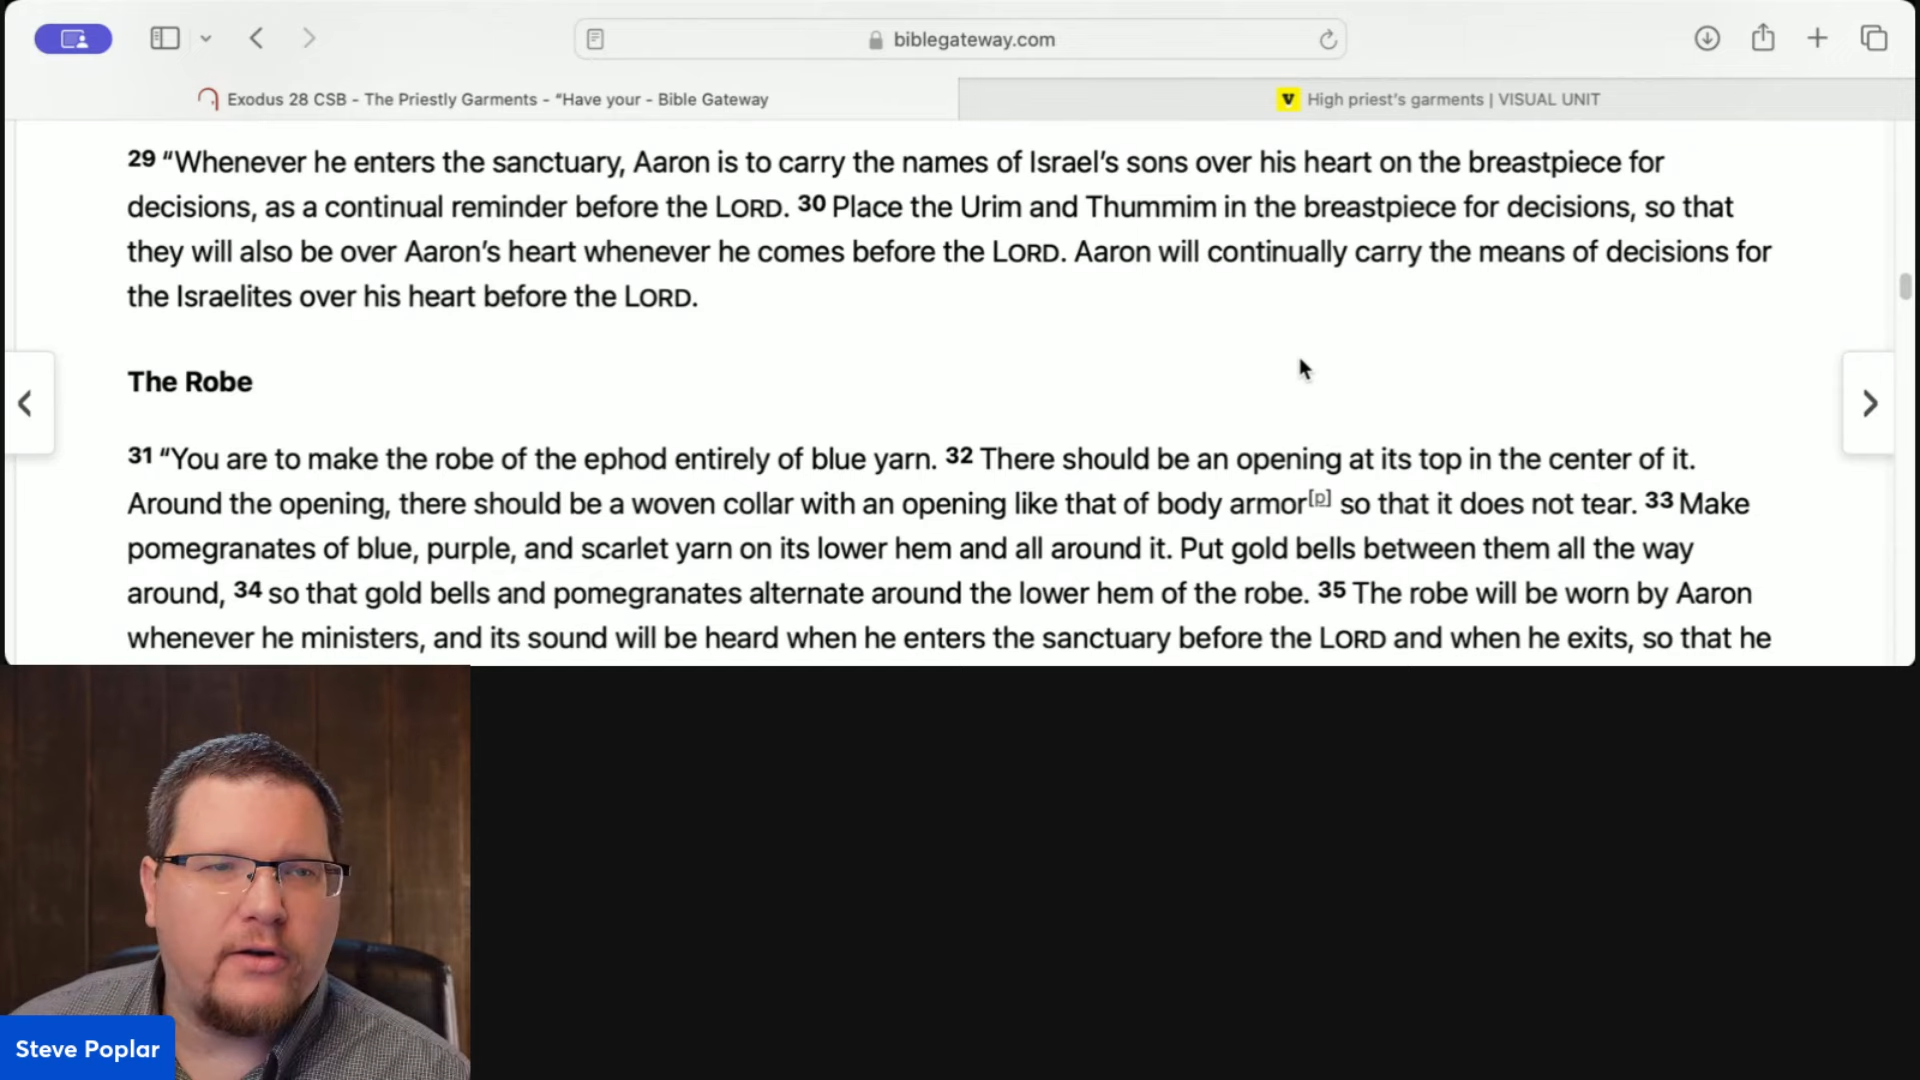 biblegateway.com
Exodus 28 CSB - The Priestly Garments - “Have your - Bible Gateway
V High priest’s garments | VISUAL UNIT
29 “Whenever he enters the sanctuary, Aaron is to carry the names of Israel’s sons over his heart on the breastpiece for
decisions, as a continual reminder before the LORD. 30 Place the Urim and Thummim in the breastpiece for decisions, so that
they will also be over Aaron’s heart whenever he comes before the LORD. Aaron will continually carry the means of decisions for
the Israelites over his heart before the LORD.
The Robe
31 “You are to make the robe of the ephod entirely of blue yarn. 32 There should be an opening at its top in the center of it.
Around the opening, there should be a woven collar with an opening like that of body armor[p] so that it does not tear. 33 Make
pomegranates of blue, purple, and scarlet yarn on its lower hem and all around it. Put gold bells between them all the way
around, 34 so that gold bells and pomegranates alternate around the lower hem of the robe. 35 The robe will be worn by Aaron
whenever he ministers, and its sound will be heard when he enters the sanctuary before the LORD and when he exits, so that he
Steve Poplar